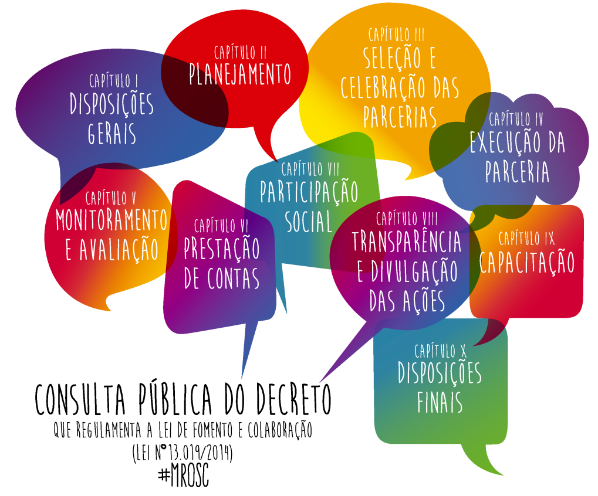 CAPÍTULO I
DISPOSIÇÕES
GERAIS
CAPÍTULO II
PLANEJAMENTO
CAPÍTULO III
SELEÇÃO E
CELEBRAÇÃO DAS
PARCERIAS
CAPÍTULO IV
EXECUÇÃO DA
PARCERIA
CAPÍTULO V
MONITORAMENTO
E AVALIAÇÃO
CAPÍTULO VI
PRESTAÇÃO
DE CONTAS
CAPÍTULO VII
PARTICIPAÇÃO
SOCIAL
CAPÍTULO VIII
TRANSPARÊNCIA
E DIVULGAÇÃO
DAS AÇÕES
CAPÍTULO IX
CAPACITAÇÃO
CAPÍTULO X
DISPOSIÇÕES
FINAIS
CONSULTA PÚBLICA DO DECRETO
QUE REGULAMENTA A LEI DE FOMENTO E COLABORAÇÃO
(LEI Nº 13.019/2014)
#MROSC